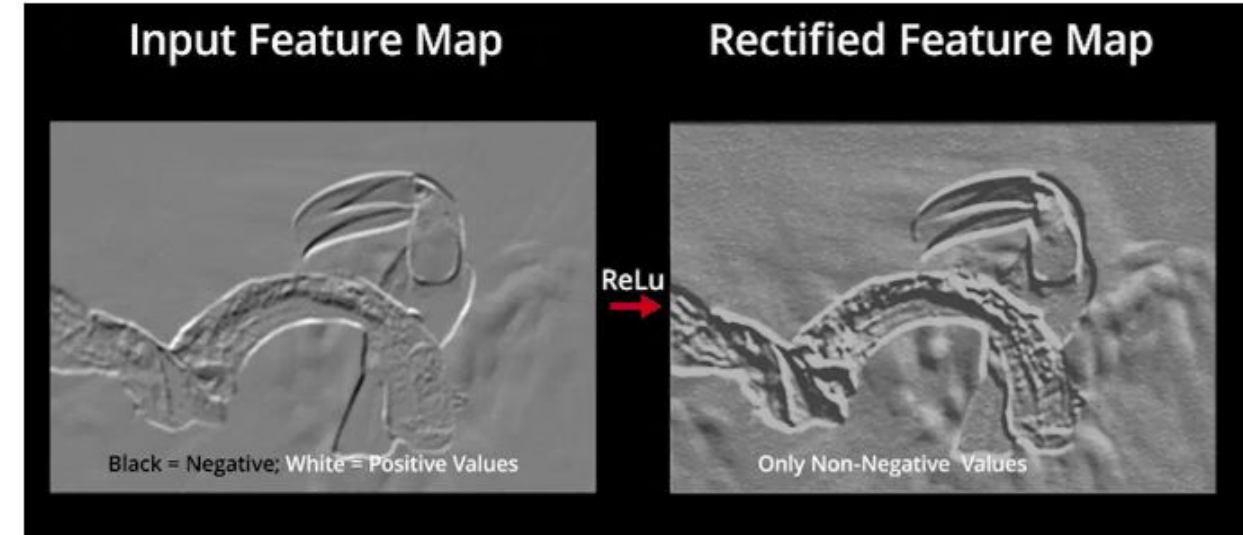 Input Feature Map
Rectified Feature Map
ReLu
Black = Negative; White = Positive Values
Only Non-Negative Values